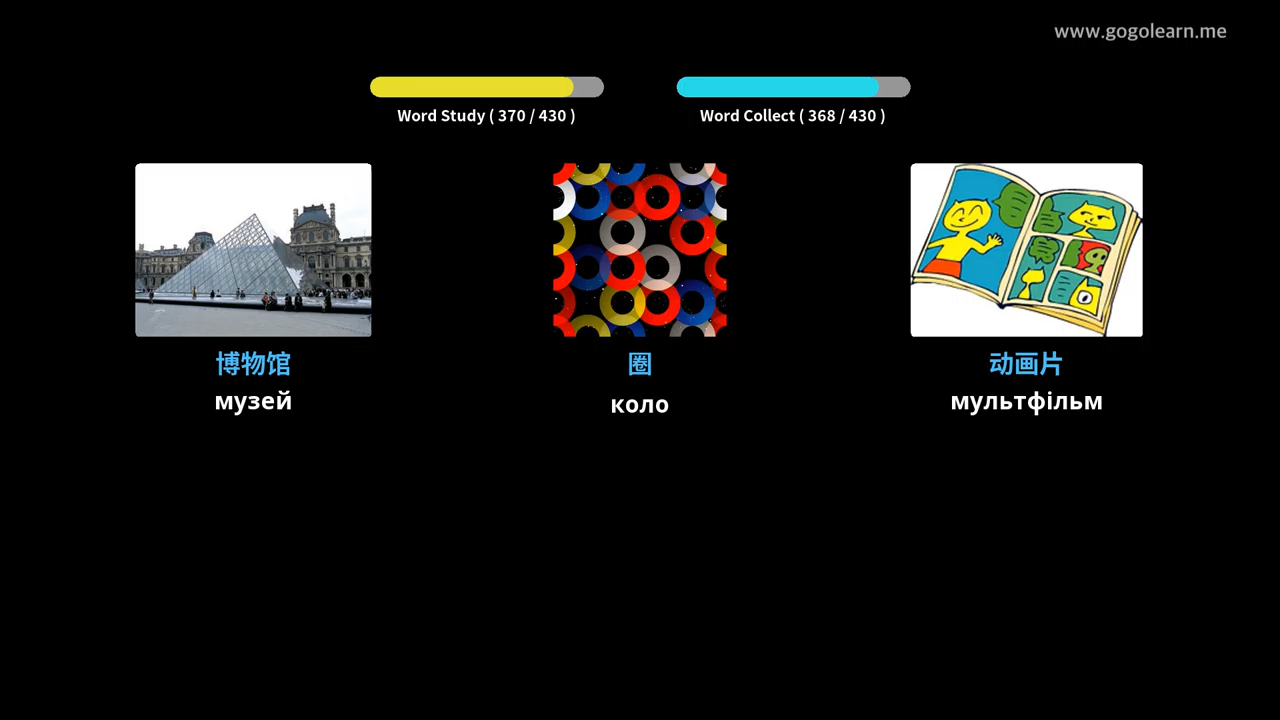 www.gogolearn.me
Word Study ( 370 / 430 )
Word Collect ( 368 / 430 )
博物馆
музей
圈
коло
动画片
мультфільм